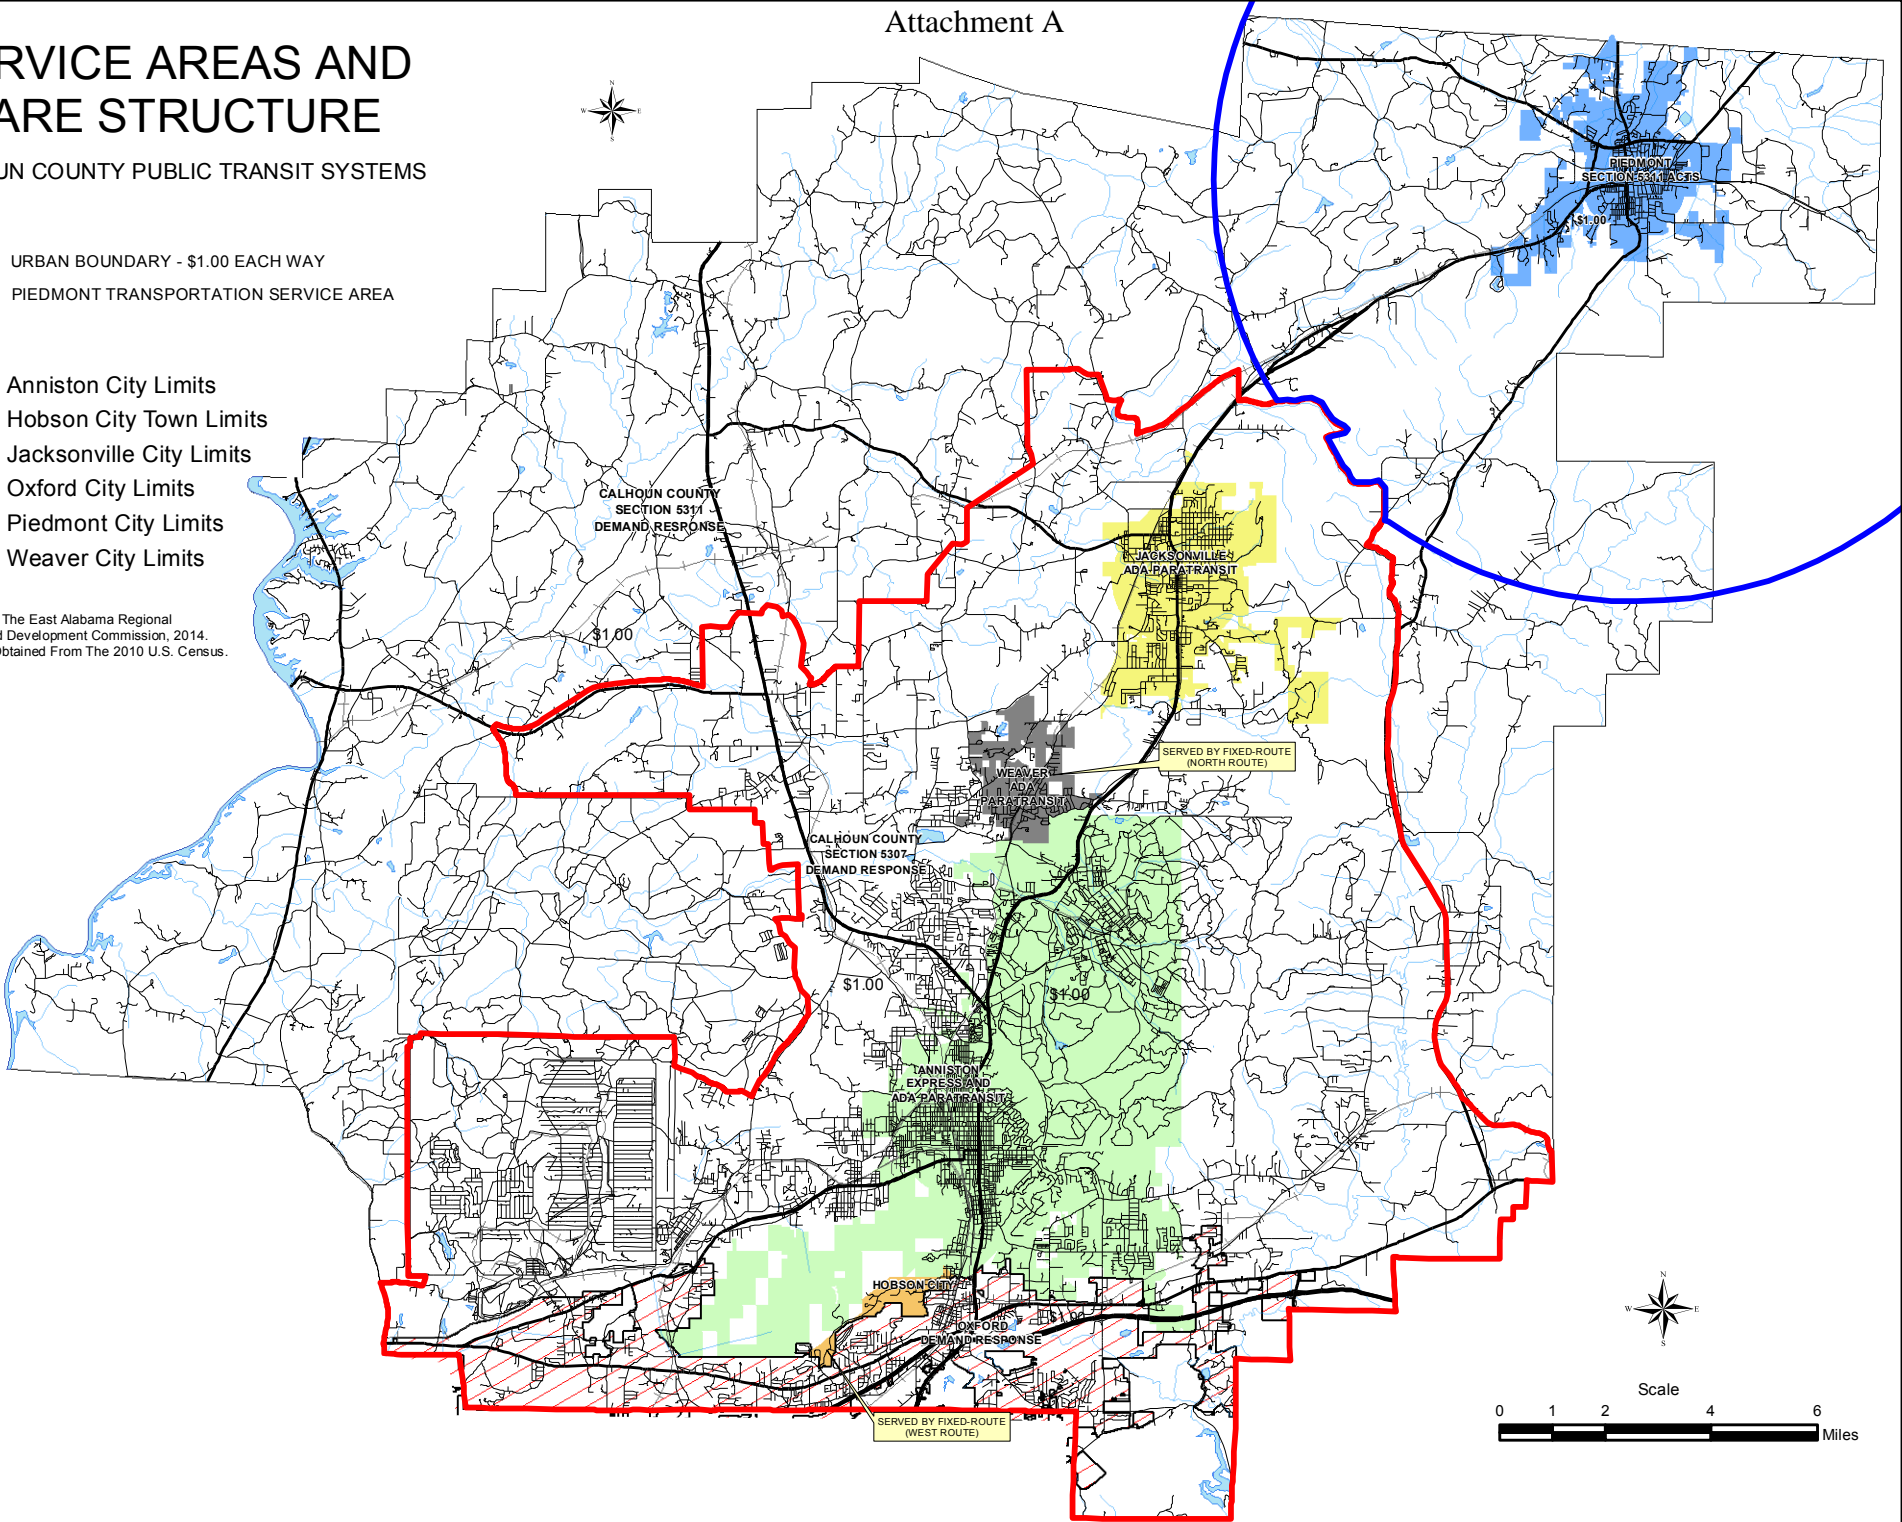 Attachment A
RVICE AREAS AND
ARE STRUCTURE
UN COUNTY PUBLIC TRANSIT SYSTEMS
URBAN BOUNDARY - $1.00 EACH WAY
PIEDMONT TRANSPORTATION SERVICE AREA
Anniston City Limits
Hobson City Town Limits
Jacksonville City Limits
Oxford City Limits
Piedmont City Limits
Weaver City Limits
The East Alabama Regional
d Development Commission, 2014.
Obtained From The 2010 U.S. Census.
N
W E
S
PIEDMONT
SECTION 5311 ACTS
$1.00
CALHOUN COUNTY
SECTION 5311
DEMAND RESPONSE
$1.00
JACKSONVILLE
ADA PARATRANSIT
SERVED BY FIXED-ROUTE
(NORTH ROUTE)
WEAVER
ADA
PARATRANSIT
CALHOUN COUNTY
SECTION 5307
DEMAND RESPONSE
$1.00
$1.00
ANNISTON
EXPRESS AND
ADA PARATRANSIT
HOBSON CITY
$1.00
OXFORD
DEMAND RESPONSE
SERVED BY FIXED-ROUTE
(WEST ROUTE)
N
W E
S
Scale
0 1 2 4 6
Miles